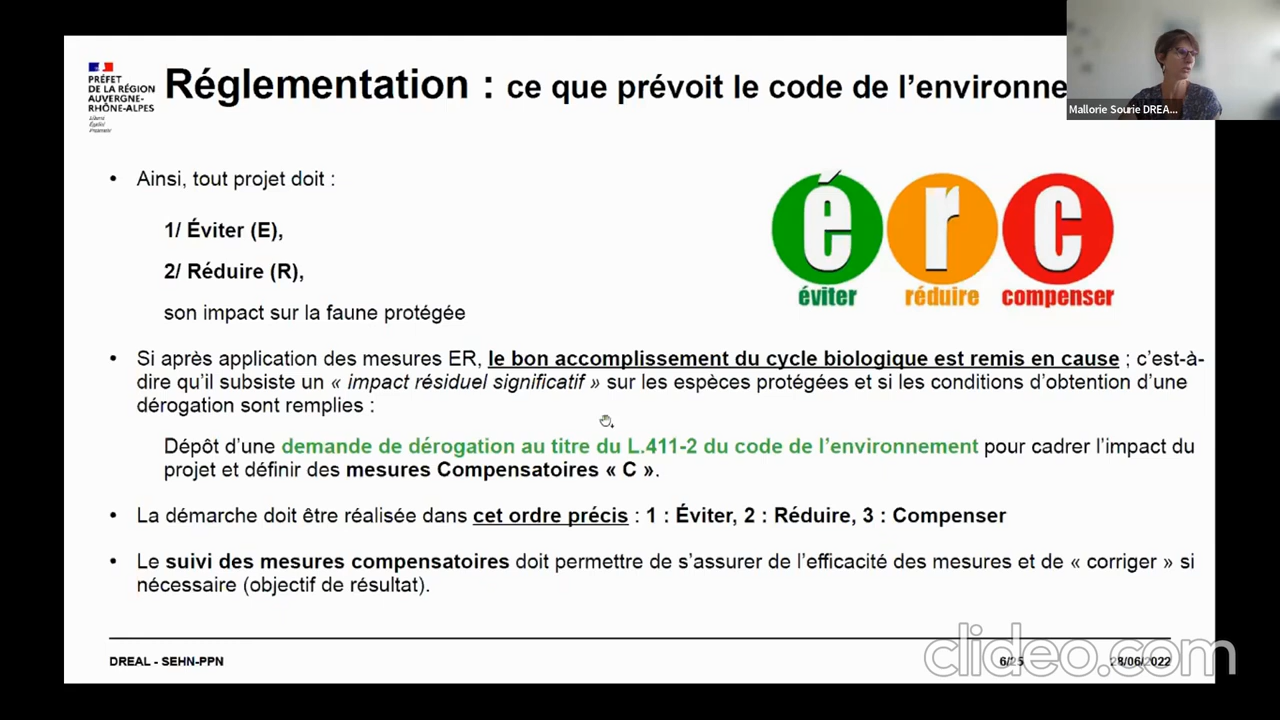 PRÉFET
DE LA RÉGION
AUVERGNE-
RHÔNE-ALPES
Liberté
Égalité
Fraternité
Réglementation : ce que prévoit le code de l’environne
Mallorie Sourie DREA...
• Ainsi, tout projet doit :
1/ Éviter (E),
2/ Réduire (R),
son impact sur la faune protégée
é r c
éviter réduire compenser
• Si après application des mesures ER, le bon accomplissement du cycle biologique est remis en cause ; c’est-à-
dire qu’il subsiste un « impact résiduel significatif » sur les espèces protégées et si les conditions d’obtention d’une
dérogation sont remplies :
Dépôt d’une demande de dérogation au titre du L.411-2 du code de l’environnement pour cadrer l’impact du
projet et définir des mesures Compensatoires « C ».
• La démarche doit être réalisée dans cet ordre précis : 1 : Éviter, 2 : Réduire, 3 : Compenser
• Le suivi des mesures compensatoires doit permettre de s’assurer de l’efficacité des mesures et de « corriger » si
nécessaire (objectif de résultat).
DREAL - SEHN-PPN 6/25 28/06/2022
clideo.com